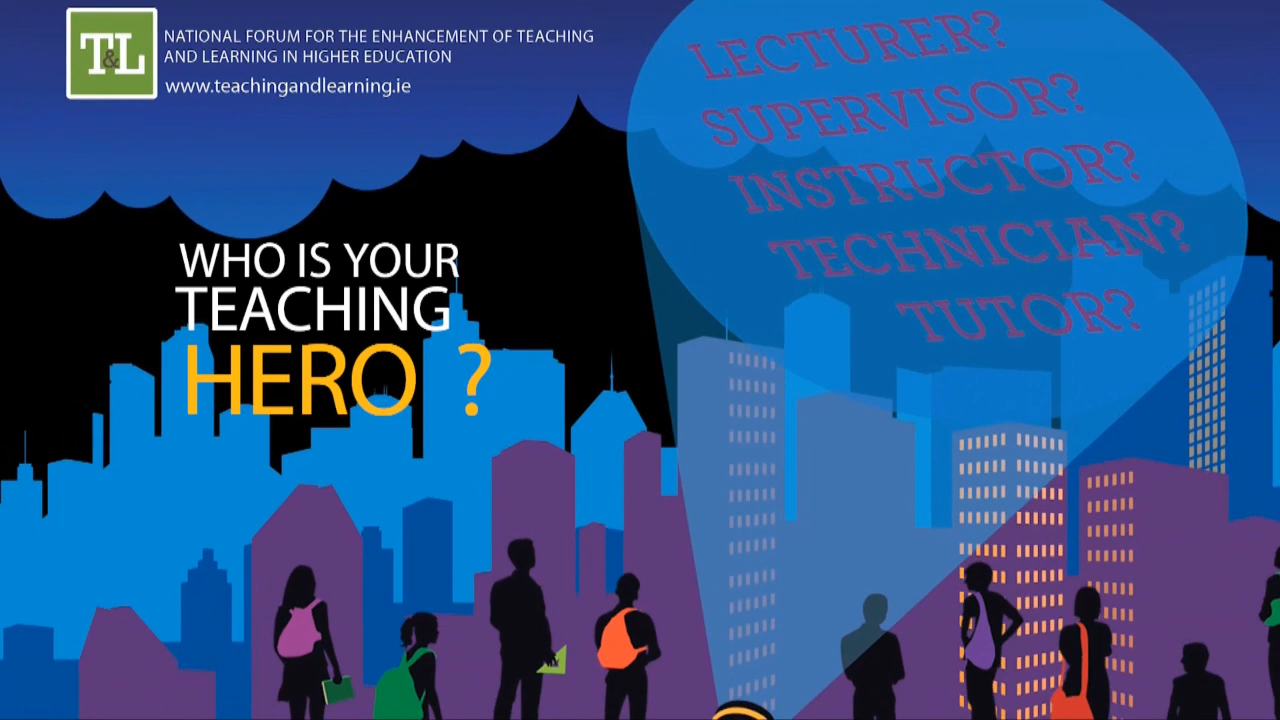 T&L
NATIONAL FORUM FOR THE ENHANCEMENT OF TEACHING
AND LEARNING IN HIGHER EDUCATION
www.teachingandlearning.ie
LECTURER?
SUPERVISOR?
INSTRUCTOR?
TECHNICIAN?
TUTOR?
WHO IS YOUR
TEACHING
HERO ?